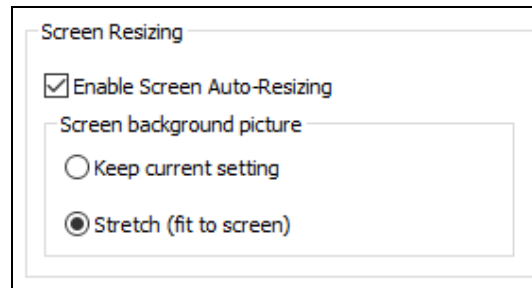 Screen Resizing
Enable Screen Auto-Resizing
Screen background picture
Keep current setting
Stretch (fit to screen)